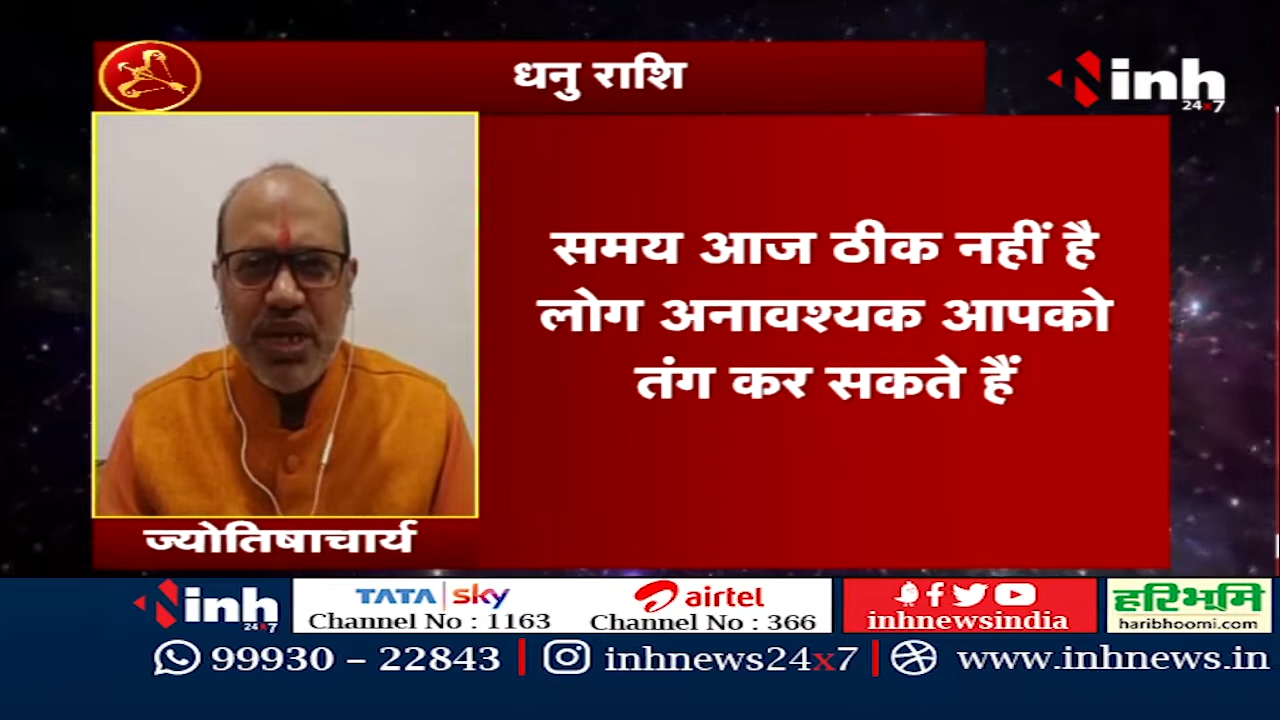 धनु राशि
inh
24x7
समय आज ठीक नहीं है
लोग अनावश्यक आपको
तंग कर सकते हैं
ज्योतिषाचार्य
inh
24x7
TATA sky
Channel No : 1163
airtel
Channel No : 366
inhnewsindia
हरिभूमि
haribhoomi.com
99930 – 22843
inhnews24x7
www.inhnews.in